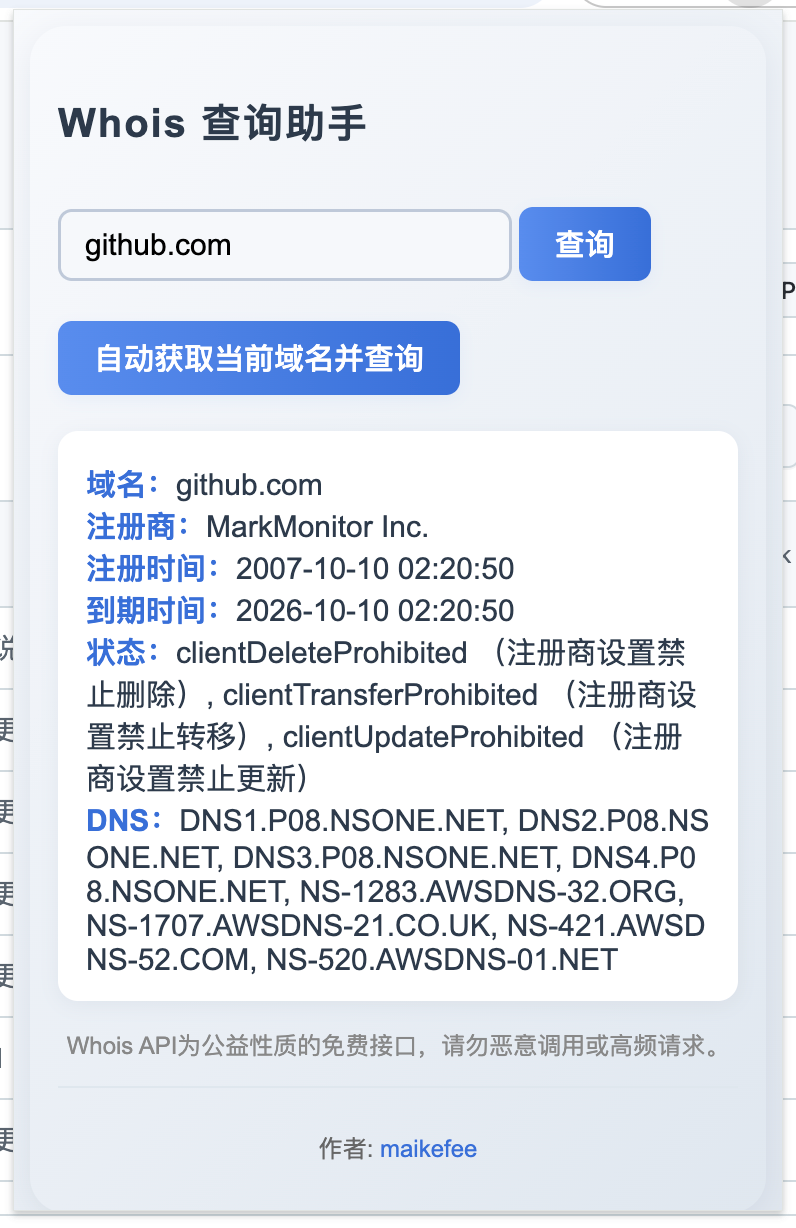 Whois 查询助手
github.com
查询
自动获取当前域名并查询
域名：github.com
注册商：MarkMonitor Inc.
注册时间：2007-10-10 02:20:50
到期时间：2026-10-10 02:20:50
状态：clientDeleteProhibited （注册商设置禁
止删除）, clientTransferProhibited （注册商设
置禁止转移）, clientUpdateProhibited （注册
商设置禁止更新）
DNS：DNS1.P08.NSONE.NET, DNS2.P08.NS
ONE.NET, DNS3.P08.NSONE.NET, DNS4.P0
8.NSONE.NET, NS-1283.AWSDNS-32.ORG,
NS-1707.AWSDNS-21.CO.UK, NS-421.AWSD
NS-52.COM, NS-520.AWSDNS-01.NET
Whois API为公益性质的免费接口，请勿恶意调用或高频请求。
作者: maikefee